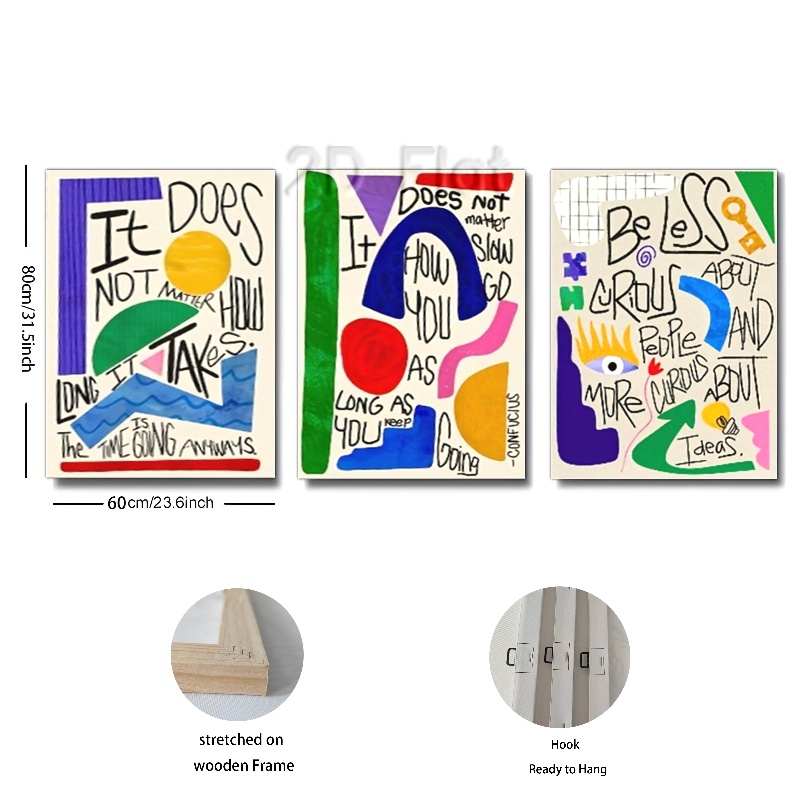 2D Flat
80cm/31.5inch
It DOES
NOT MATTER HOW
LONG IT TAKES.
The TIME IS GOING ANYWAYS.
It DOES NOT
matter
HOW SLOW
YOU GO
AS
LONG AS
YOU KEEP
Going
-CONFUCIUS
Be LeSS
CURIOUS ABOUT
PEOPLE AND
MORE CURIOUS ABOUT
Ideas.
60cm/23.6inch
stretched on
wooden Frame
Hook
Ready to Hang